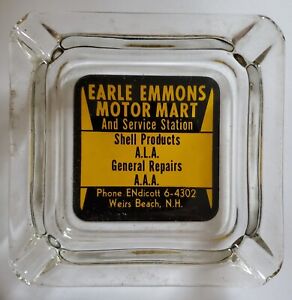 EARLE EMMONS
MOTOR MART
And Service Station
Shell Products
A.L.A.
General Repairs
A.A.A.
Phone ENdicott 6-4302
Weirs Beach, N.H.